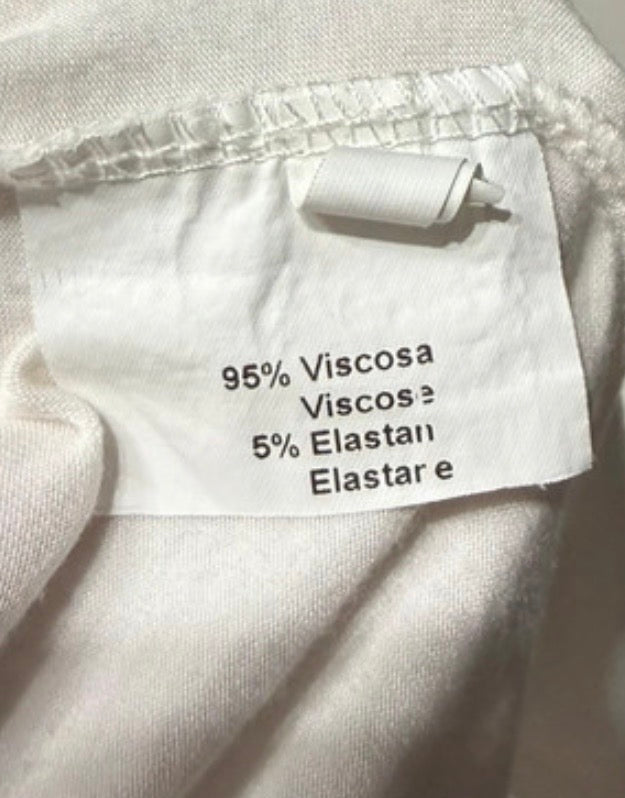 95% Viscosa
Viscose
5% Elastan
Elastane